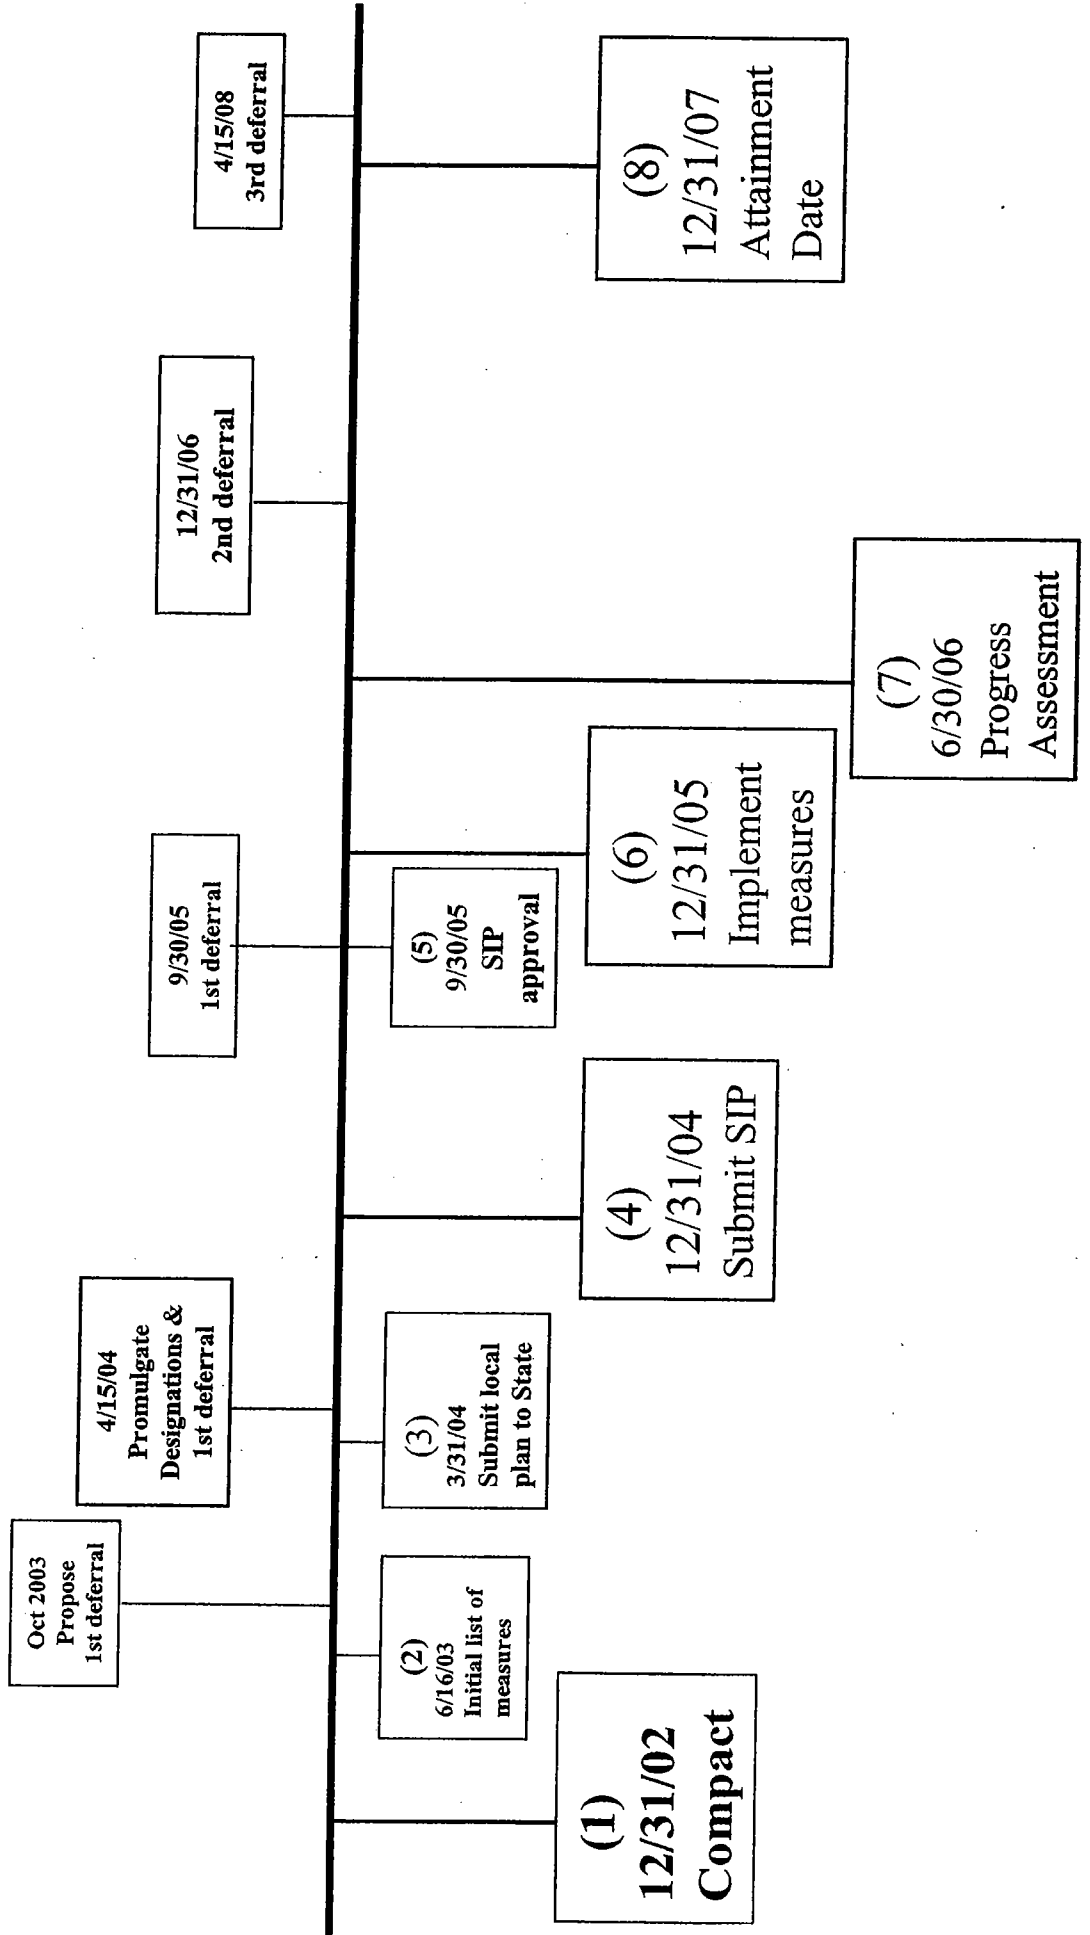 Oct 2003
Propose
1st deferral
4/15/04
Promulgate
Designations &
1st deferral
9/30/05
1st deferral
12/31/06
2nd deferral
4/15/08
3rd deferral
(1)
12/31/02
Compact
(2)
6/16/03
Initial list of
measures
(3)
3/31/04
Submit local
plan to State
(4)
12/31/04
Submit SIP
(5)
9/30/05
SIP
approval
(6)
12/31/05
Implement
measures
(7)
6/30/06
Progress
Assessment
(8)
12/31/07
Attainment
Date